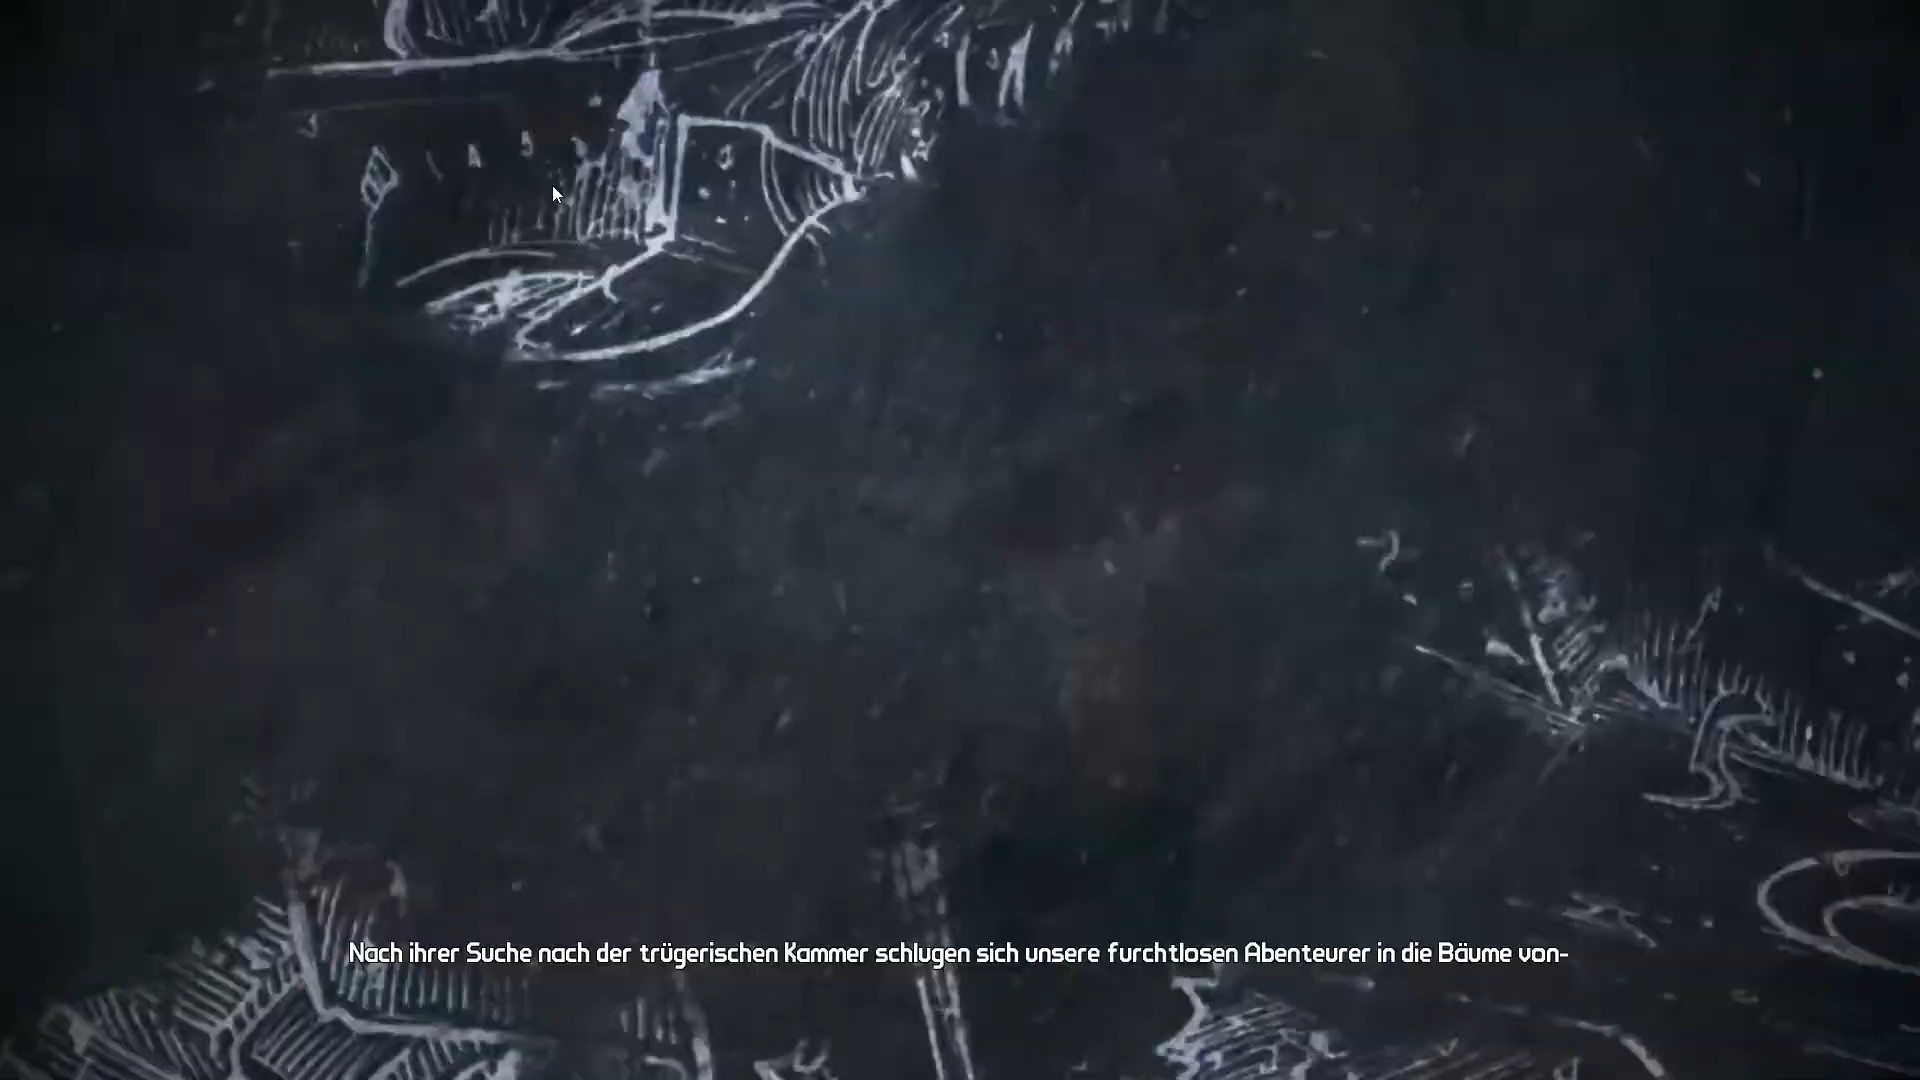 Nach ihrer Suche nach der trügerischen Kammer schlugen sich unsere furchtlosen Abenteurer in die Bäume von-